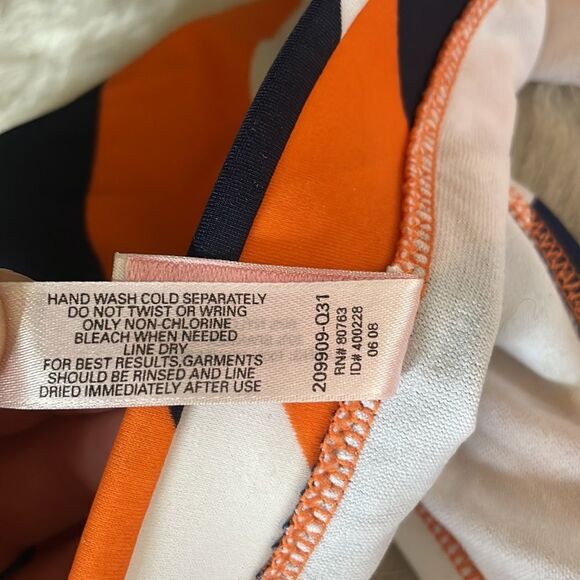 HAND WASH COLD SEPARATELY
DO NOT TWIST OR WRING
ONLY NON-CHLORINE
BLEACH WHEN NEEDED
LINE DRY
FOR BEST RESULTS,GARMENTS
SHOULD BE RINSED AND LINE
DRIED IMMEDIATELY AFTER USE
209909-Q31
RN# 80763
ID# 400228
06 08